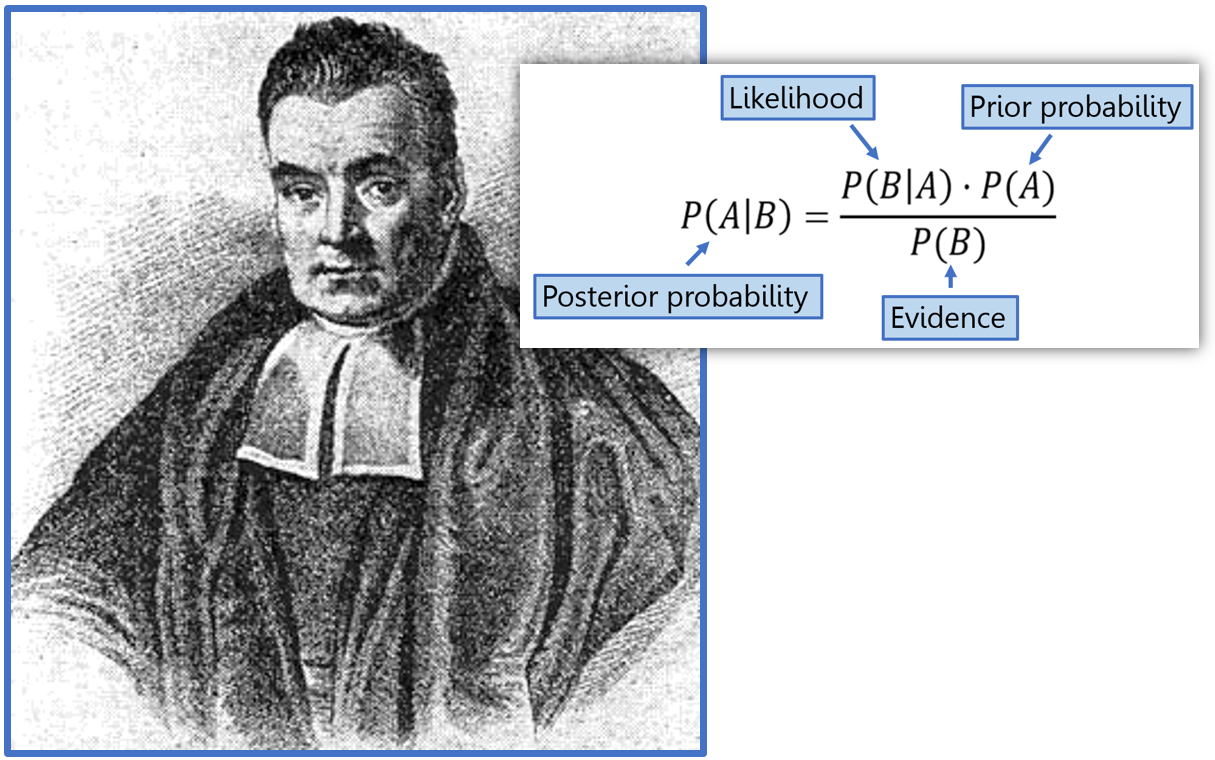 Likelihood
Prior probability
P(A|B) = P(B|A) · P(A) / P(B)
Posterior probability
Evidence